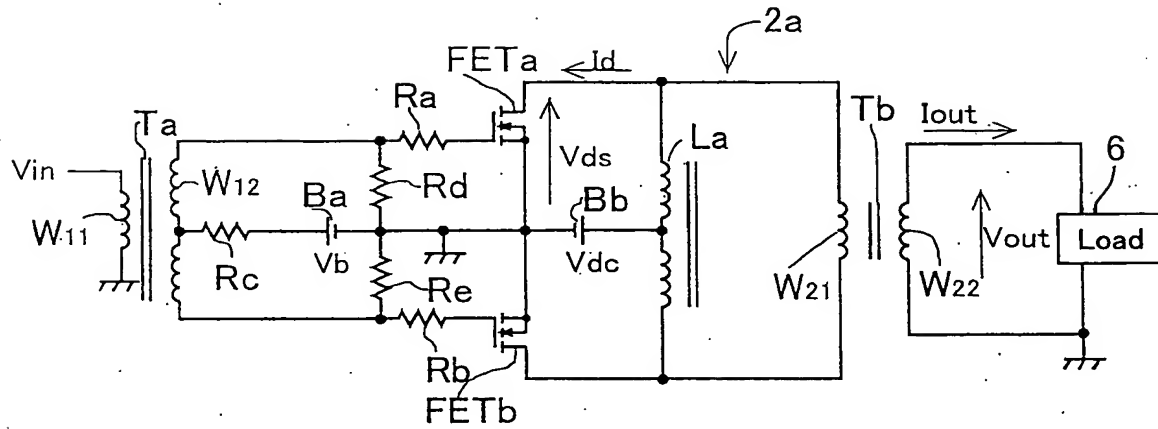 2a
FETa
Id
Ra
Ta
Tb
Iout
Vds
La
6
Vin
W12
Rd
Ba
Bb
W11
Vout
Load
Rc
Vb
Vdc
Re
W21
W22
Rb
FETb